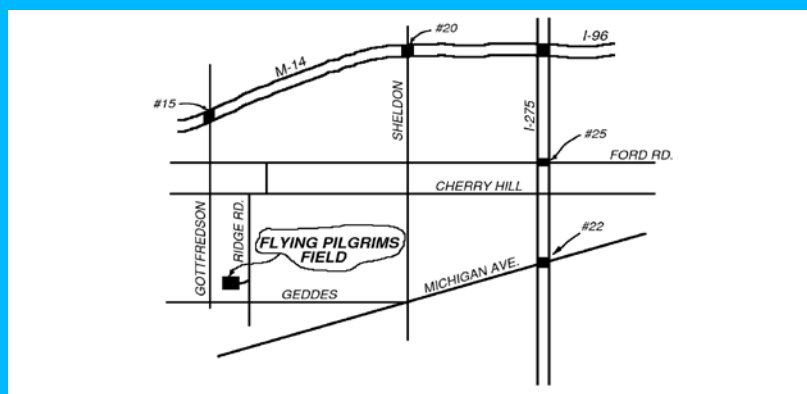 #20
I-96
M-14
#15
SHELDON
I-275
#25
FORD RD.
CHERRY HILL
GOTTFREDSON
RIDGE RD.
FLYING PILGRIMS
FIELD
#22
MICHIGAN AVE.
GEDDES